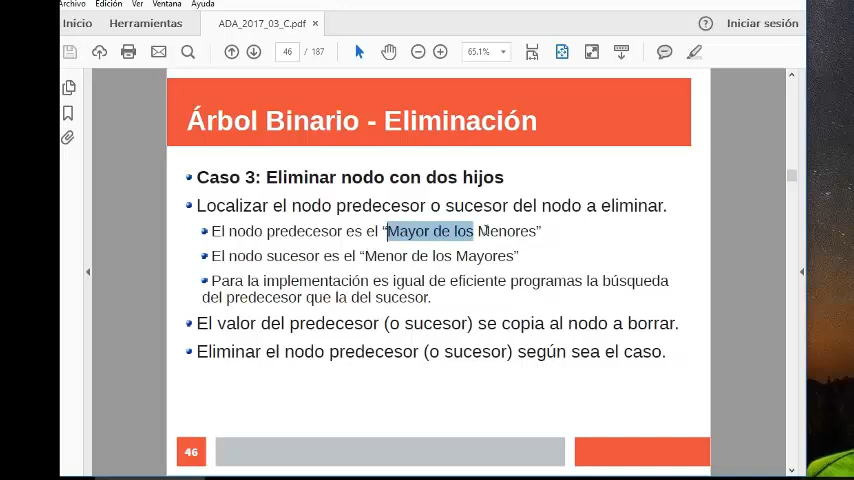 Archivo Edición Ver Ventana Ayuda
Inicio Herramientas ADA_2017_03_C.pdf × ? Iniciar sesión
46 / 187 65.1%
Árbol Binario - Eliminación
Caso 3: Eliminar nodo con dos hijos
Localizar el nodo predecesor o sucesor del nodo a eliminar.
El nodo predecesor es el “Mayor de los Menores”
El nodo sucesor es el “Menor de los Mayores”
Para la implementación es igual de eficiente programas la búsqueda
del predecesor que la del sucesor.
El valor del predecesor (o sucesor) se copia al nodo a borrar.
Eliminar el nodo predecesor (o sucesor) según sea el caso.
46